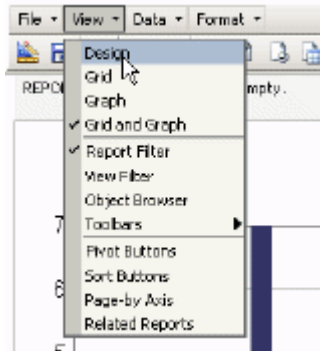 File View Data Format
Design
Grid
REPO mpty.
Graph
Grid and Graph
Report Filter
View Filter
Object Browser
7 Toolbars
Pivot Buttons
6 Sort Buttons
Page-by Axis
Related Reports